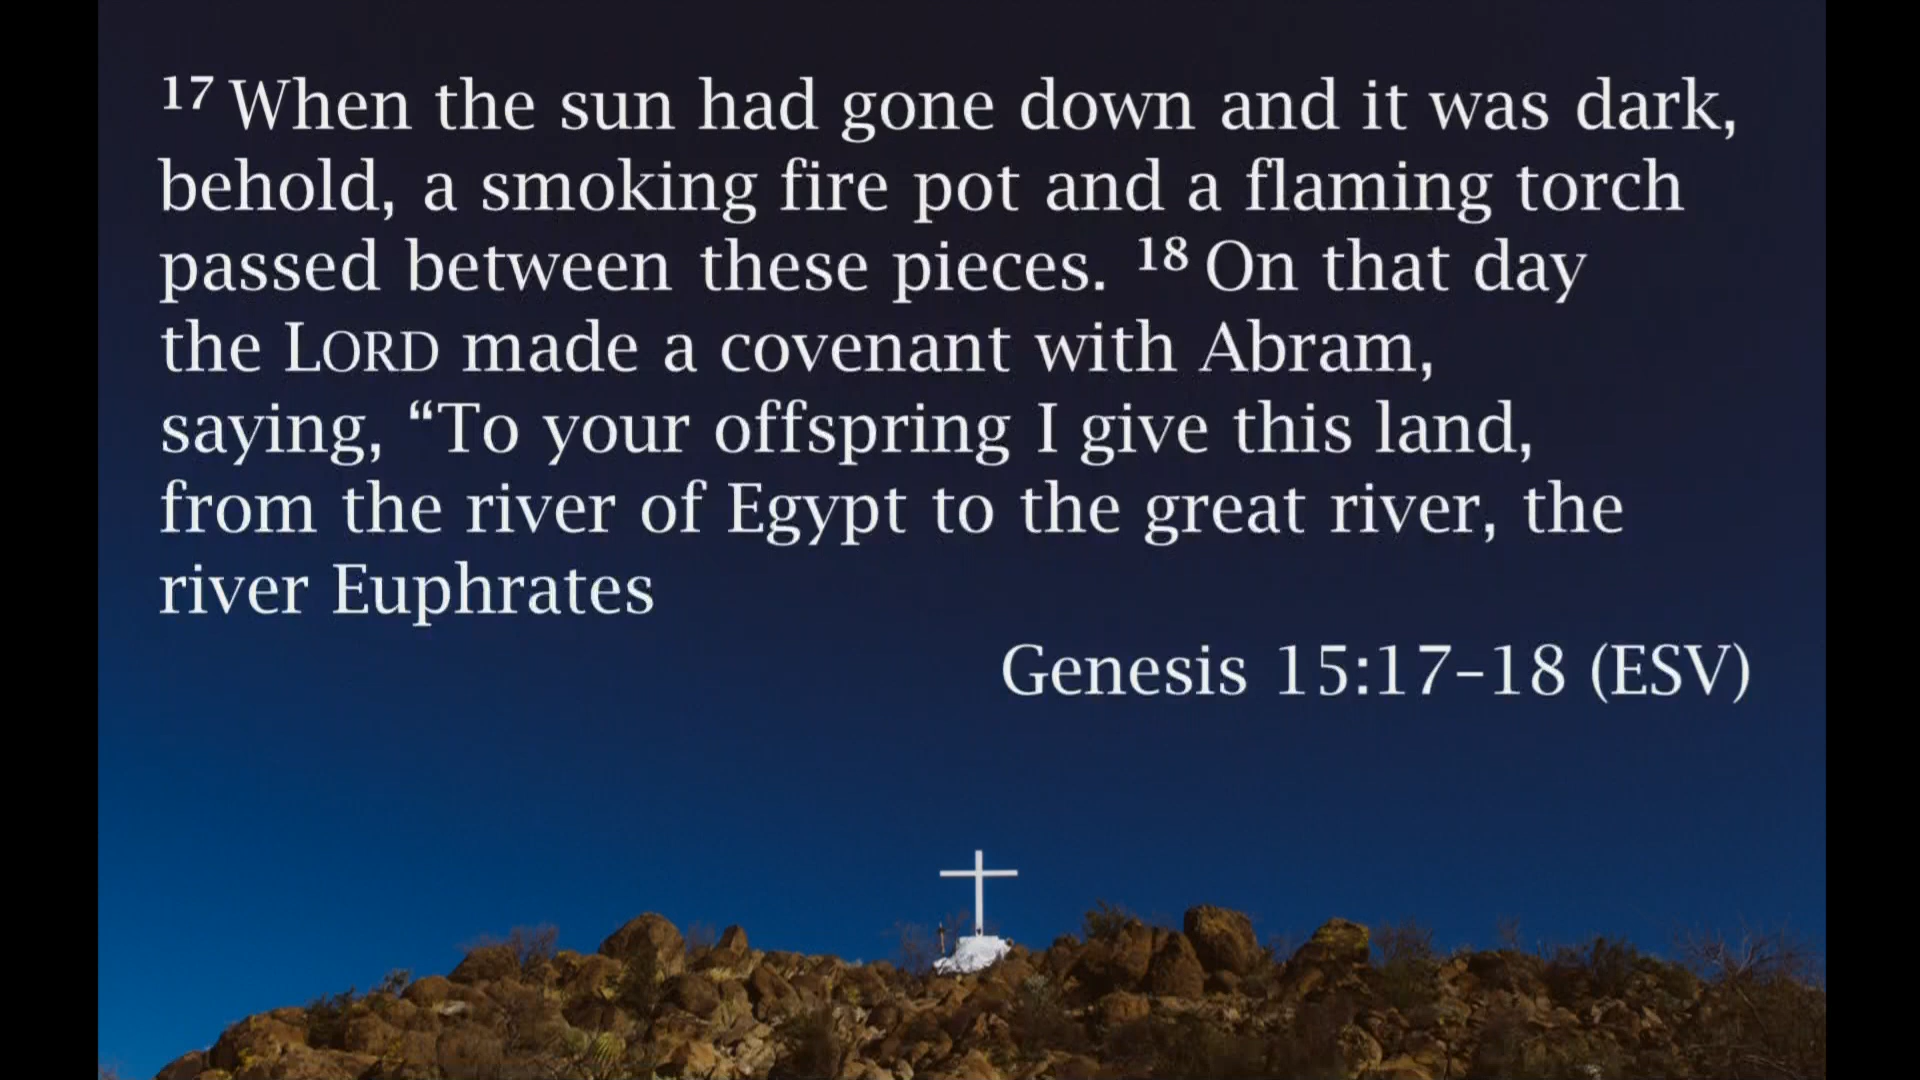 17 When the sun had gone down and it was dark,
behold, a smoking fire pot and a flaming torch
passed between these pieces. 18 On that day
the LORD made a covenant with Abram,
saying, “To your offspring I give this land,
from the river of Egypt to the great river, the
river Euphrates
Genesis 15:17–18 (ESV)